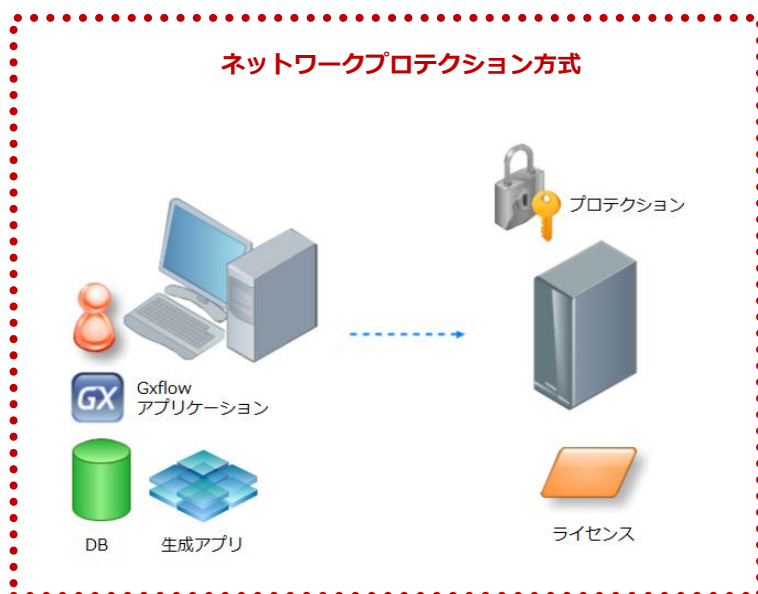 ネットワークプロテクション方式
プロテクション
GX
Gxflow
アプリケーション
DB
生成アプリ
ライセンス